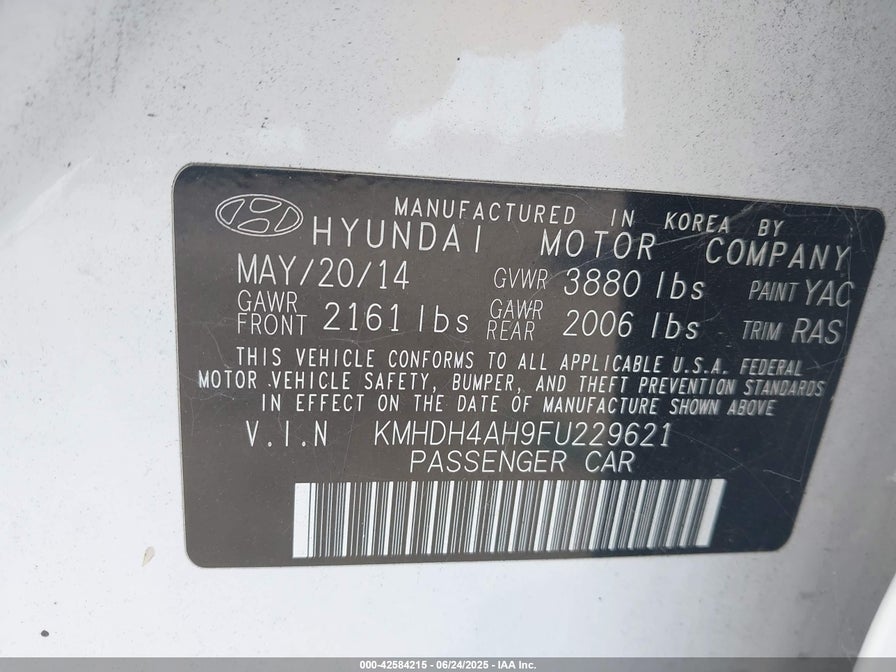 MANUFACTURED IN KOREA BY
HYUNDAI MOTOR COMPANY
MAY/20/14 GVWR 3880 lbs PAINT YAC
GAWR FRONT 2161 lbs GAWR REAR 2006 lbs TRIM RAS
THIS VEHICLE CONFORMS TO ALL APPLICABLE U.S.A. FEDERAL
MOTOR VEHICLE SAFETY, BUMPER, AND THEFT PREVENTION STANDARDS
IN EFFECT ON THE DATE OF MANUFACTURE SHOWN ABOVE
V.I.N KMHDH4AH9FU229621
PASSENGER CAR
000-42584215 - 06/24/2025 - IAA Inc.